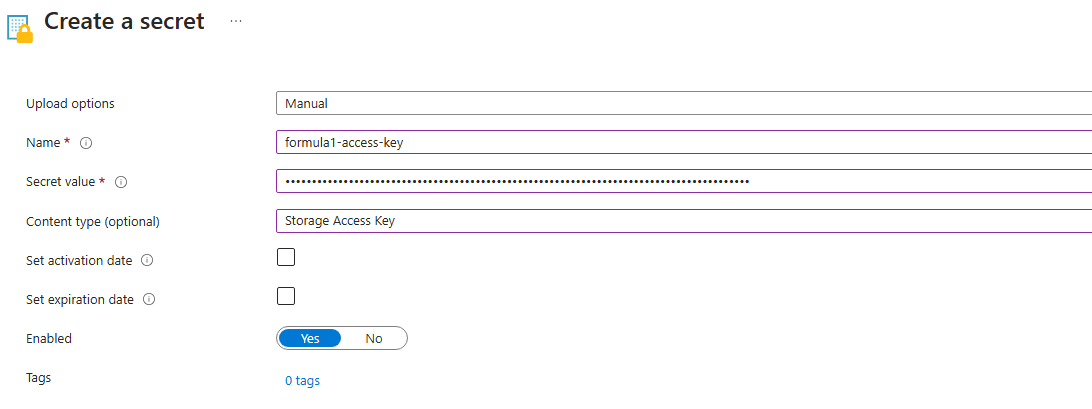 Create a secret ...
Upload options Manual
Name * formula1-access-key
Secret value * ••••••••••••••••••••••••••••••••••••••••••••••••••••••••••••••••••••••••••••••••••••••••
Content type (optional) Storage Access Key
Set activation date
Set expiration date
Enabled Yes No
Tags 0 tags